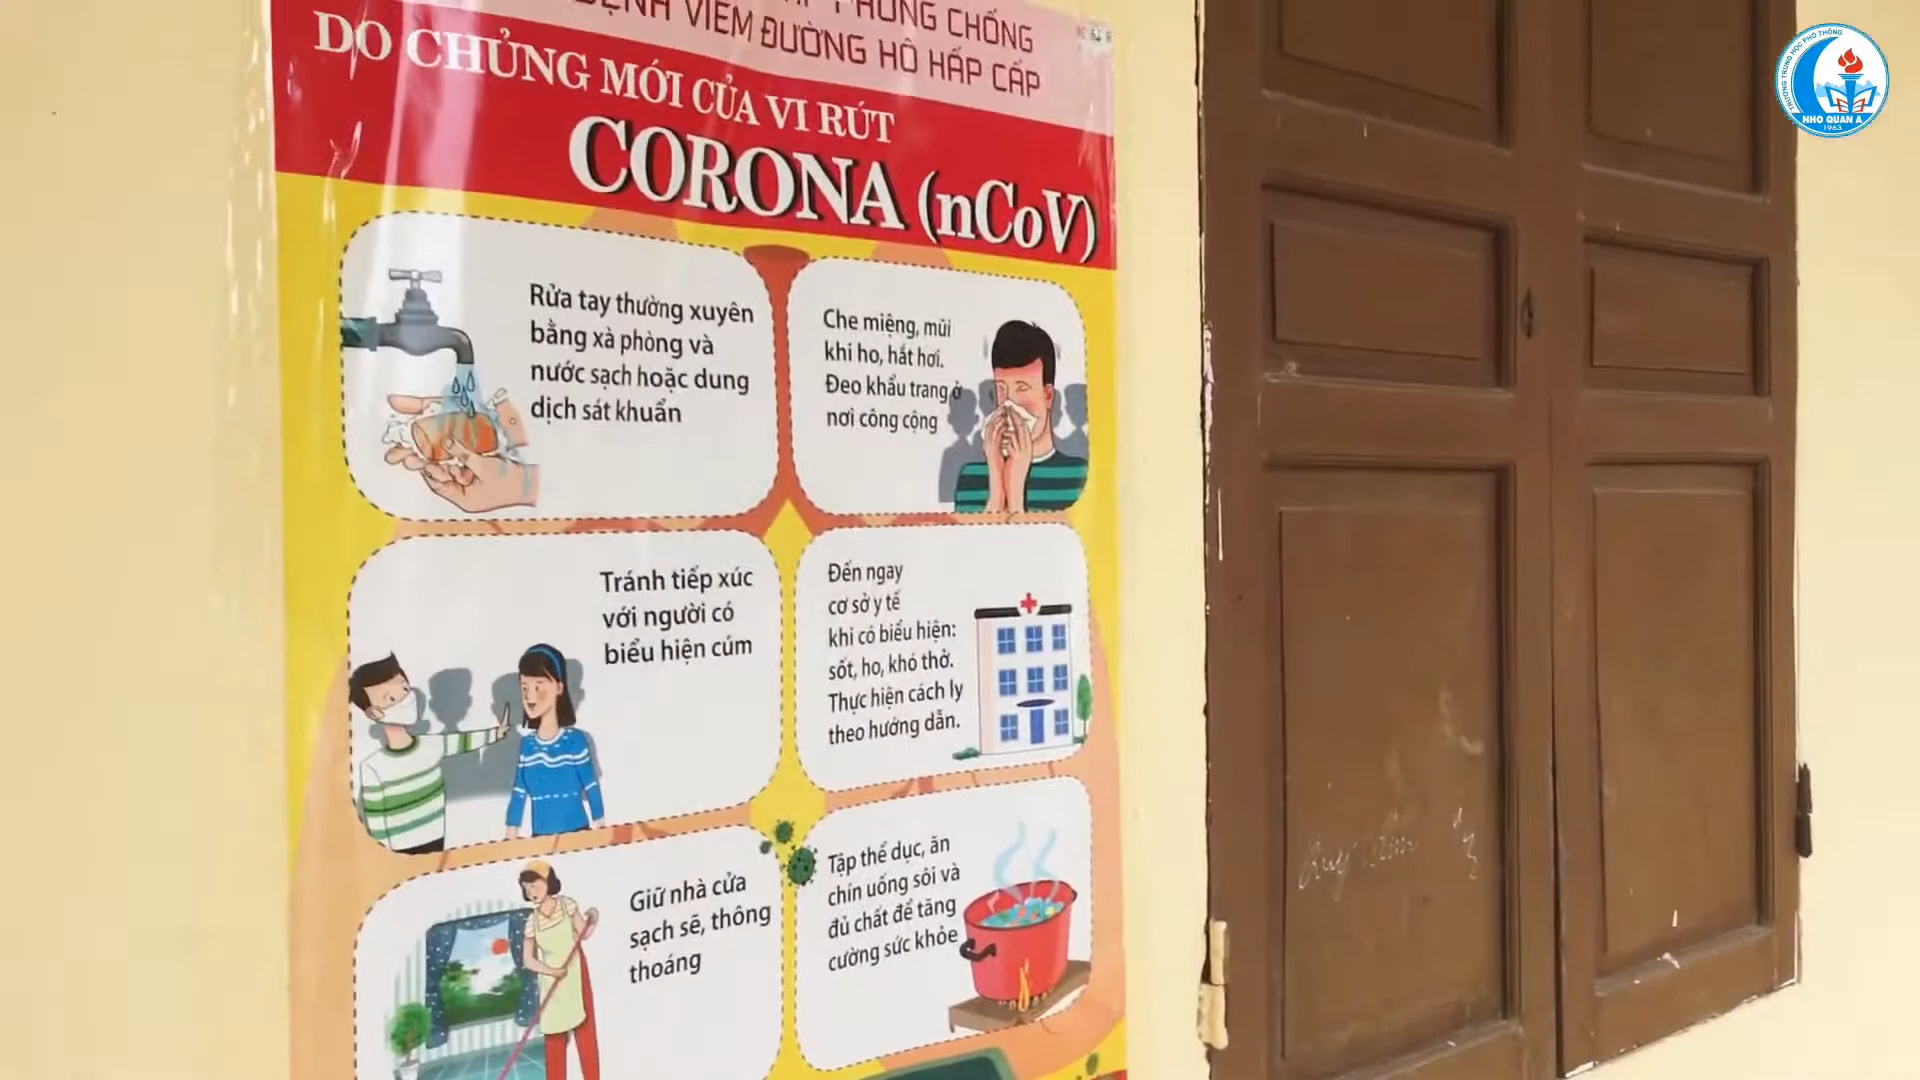 PHÒNG CHỐNG
BỆNH VIÊM ĐƯỜNG HÔ HẤP CẤP
DO CHỦNG MỚI CỦA VI RÚT
CORONA (nCoV)
Rửa tay thường xuyên
bằng xà phòng và
nước sạch hoặc dung
dịch sát khuẩn
Che miệng, mũi
khi ho, hắt hơi.
Đeo khẩu trang ở
nơi công cộng
Tránh tiếp xúc
với người có
biểu hiện cúm
Đến ngay
cơ sở y tế
khi có biểu hiện:
sốt, ho, khó thở.
Thực hiện cách ly
theo hướng dẫn.
Giữ nhà cửa
sạch sẽ, thông
thoáng
Tập thể dục, ăn
chín uống sôi và
đủ chất để tăng
cường sức khỏe
TRƯỜNG TRUNG HỌC PHỔ THÔNG
NHO QUAN A
1963